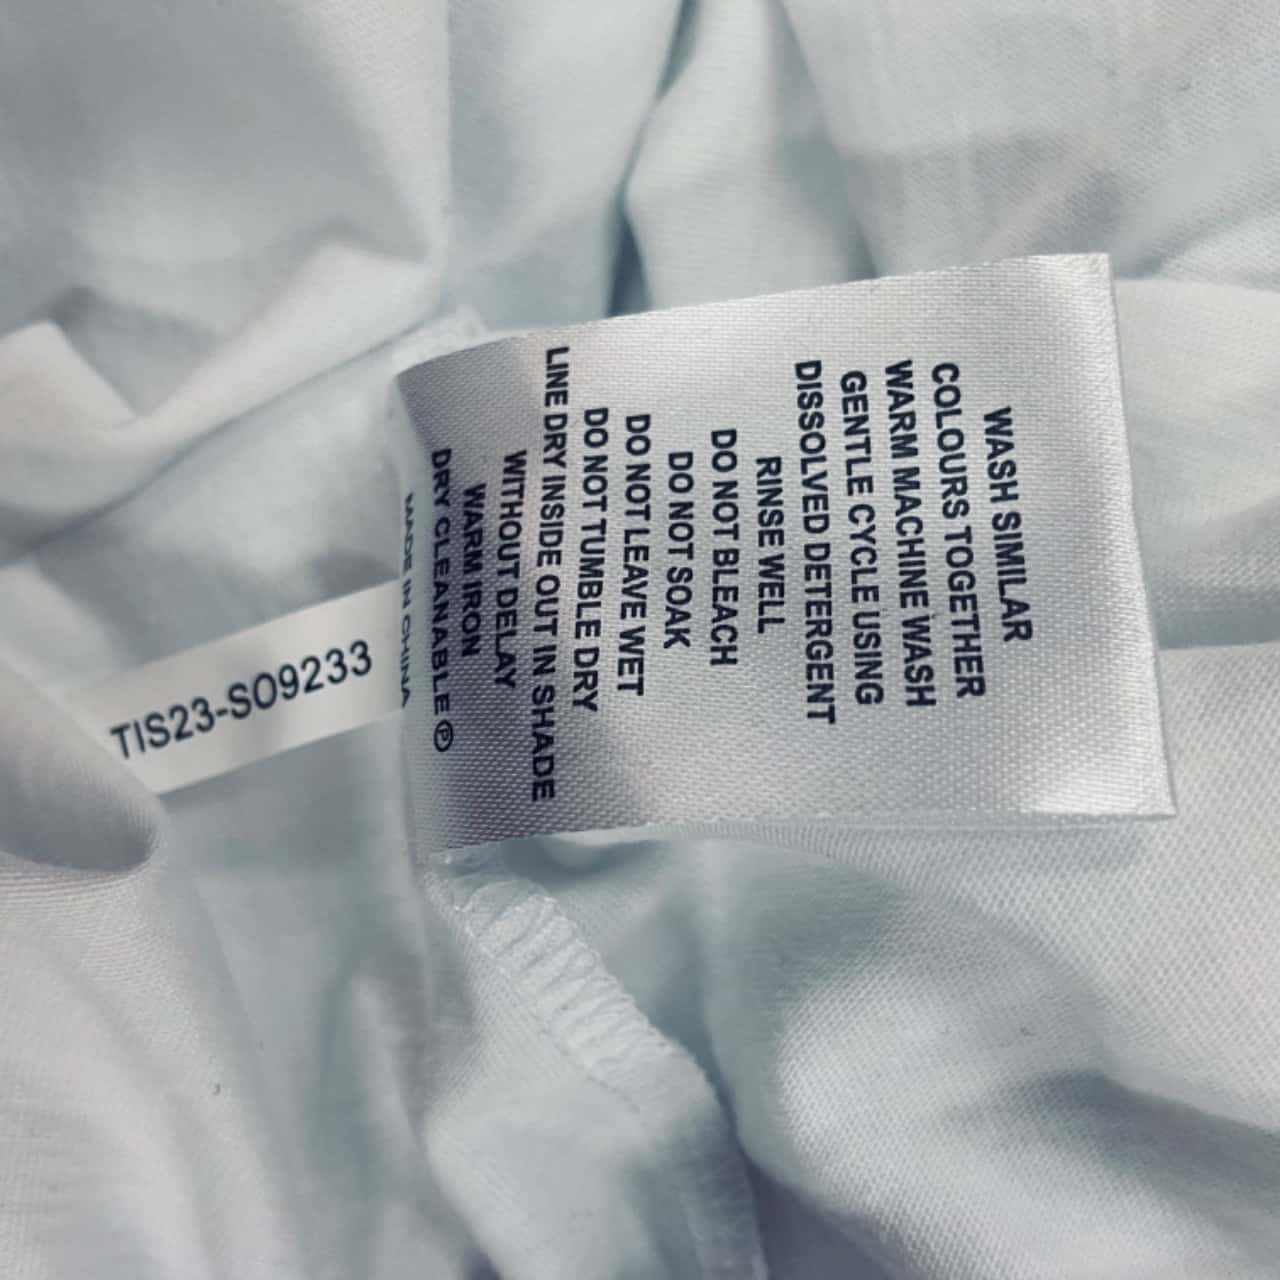 WASH SIMILAR
COLOURS TOGETHER
WARM MACHINE WASH
GENTLE CYCLE USING
DISSOLVED DETERGENT
RINSE WELL
DO NOT BLEACH
DO NOT SOAK
DO NOT LEAVE WET
DO NOT TUMBLE DRY
LINE DRY INSIDE OUT IN SHADE
WITHOUT DELAY
WARM IRON
DRY CLEANABLE Ⓟ
MADE IN CHINA
TIS23-SO9233